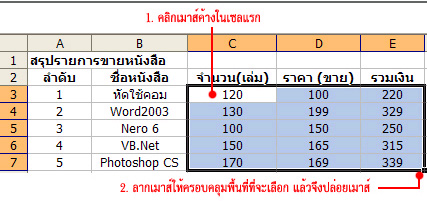 1. คลิกเมาส์ค้างในเซลแรก
A B C D E
1 สรุปรายการขายหนังสือ
2 ลำดับ ชื่อหนังสือ จำนวน(เล่ม) ราคา (ขาย) รวมเงิน
3 1 หัดใช้คอม 120 100 220
4 2 Word2003 130 199 329
5 3 Nero 6 100 150 250
6 4 VB.Net 150 165 315
7 5 Photoshop CS 170 169 339
2. ลากเมาส์ให้ครอบคลุมพื้นที่ที่จะเลือก แล้วจึงปล่อยเมาส์